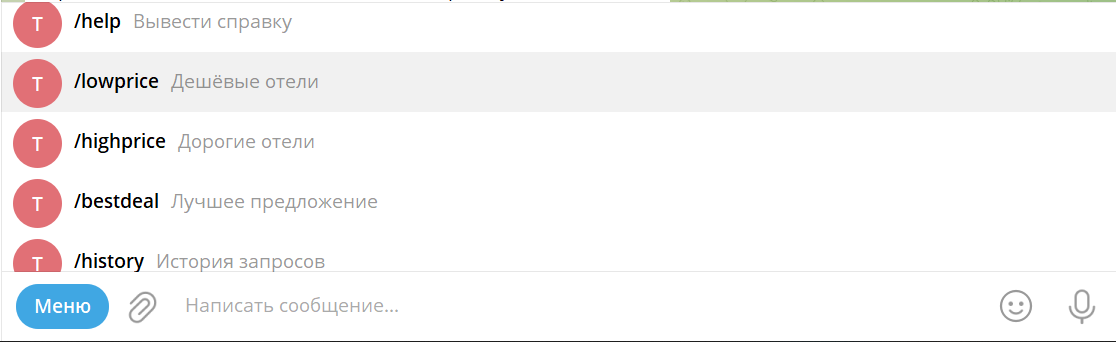 T /help Вывести справку
T /lowprice Дешёвые отели
T /highprice Дорогие отели
T /bestdeal Лучшее предложение
T /history История запросов
Меню Написать сообщение...